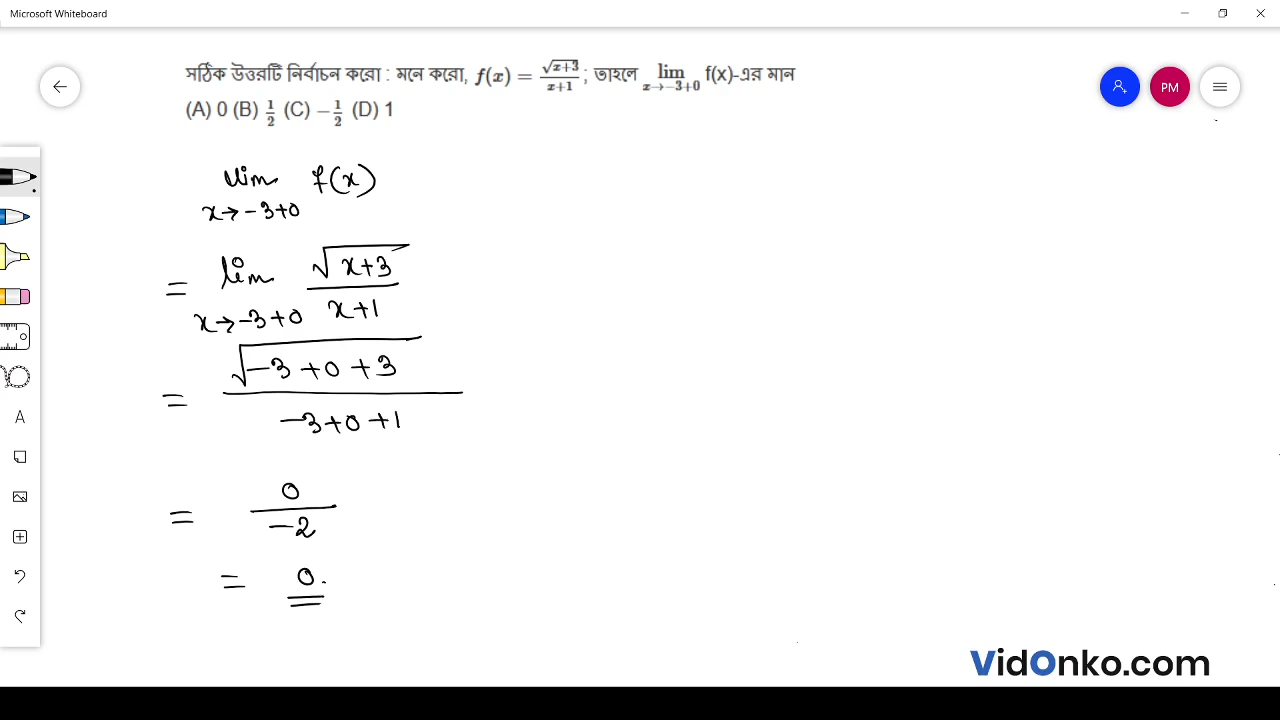 Microsoft Whiteboard
সঠিক উত্তরটি নির্বাচন করো : মনে করো, f(x) = √(x+3)/(x+1) ; তাহলে lim x→−3+0 f(x)-এর মান
(A) 0 (B) 1/2 (C) −1/2 (D) 1
PM
lim x→-3+0 f(x)
= lim x→-3+0 √(x+3)/(x+1)
= √(-3+0+3)/(-3+0+1)
= 0/-2
= 0.
A
VidOnko.com